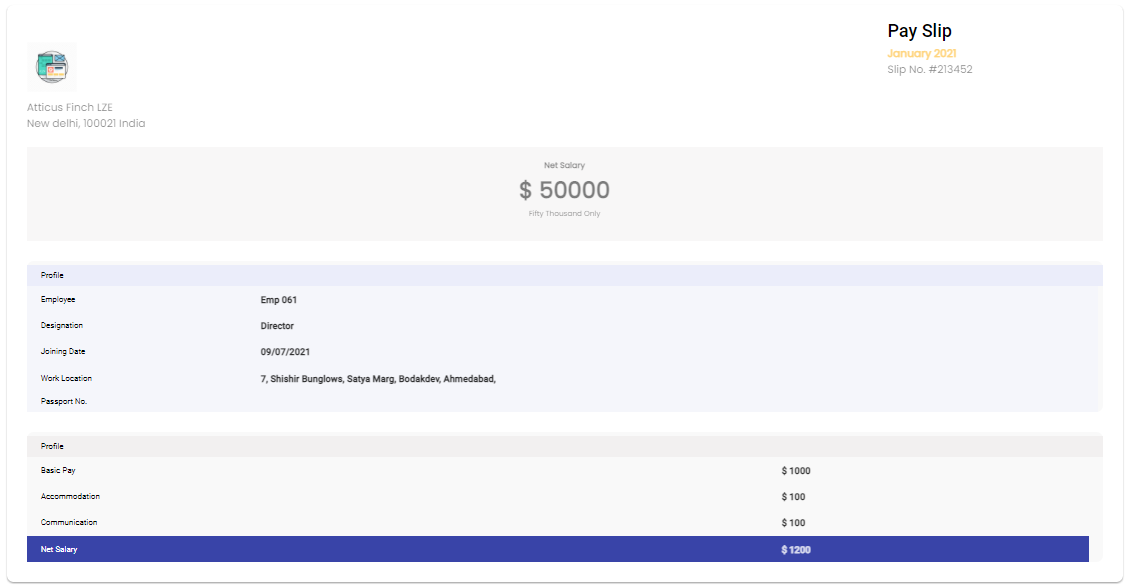 Pay Slip
January 2021
Slip No. #213452
Atticus Finch LZE
New delhi, 100021 India
Net Salary
$ 50000
Fifty Thousand Only
Profile
Employee Emp 061
Designation Director
Joining Date 09/07/2021
Work Location 7, Shishir Bunglows, Satya Marg, Bodakdev, Ahmedabad,
Passport No.
Profile
Basic Pay $ 1000
Accommodation $ 100
Communication $ 100
Net Salary $ 1200